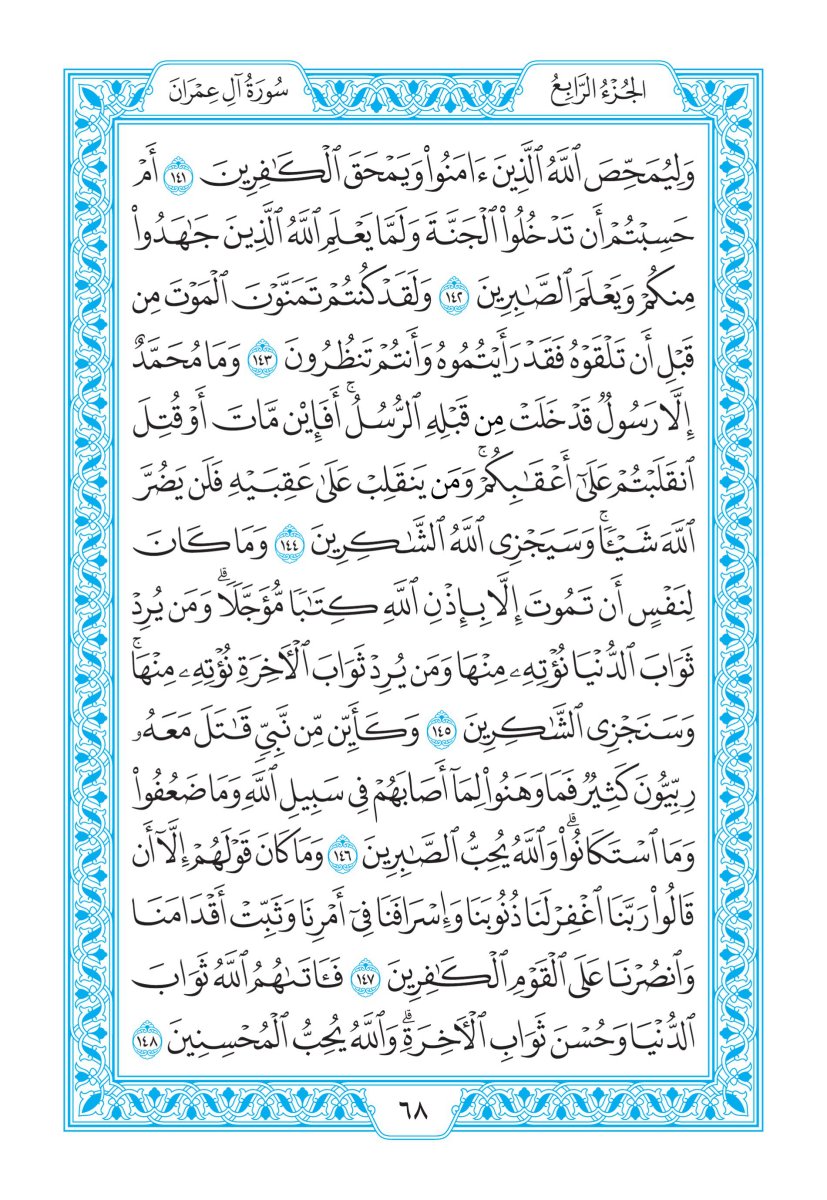 الجُزْءُ الرَّابِعُ
سُورَةُ آلِ عِمْرَانَ
وَلِيُمَحِّصَ ٱللَّهُ ٱلَّذِينَ ءَامَنُوا۟ وَيَمْحَقَ ٱلْكَـٰفِرِينَ ١٤١ أَمْ
حَسِبْتُمْ أَن تَدْخُلُوا۟ ٱلْجَنَّةَ وَلَمَّا يَعْلَمِ ٱللَّهُ ٱلَّذِينَ جَـٰهَدُوا۟
مِنكُمْ وَيَعْلَمَ ٱلصَّـٰبِرِينَ ١٤٢ وَلَقَدْ كُنتُمْ تَمَنَّوْنَ ٱلْمَوْتَ مِن
قَبْلِ أَن تَلْقَوْهُ فَقَدْ رَأَيْتُمُوهُ وَأَنتُمْ تَنظُرُونَ ١٤٣ وَمَا مُحَمَّدٌ
إِلَّا رَسُولٌ قَدْ خَلَتْ مِن قَبْلِهِ ٱلرُّسُلُ ۚ أَفَإِي۟ن مَّاتَ أَوْ قُتِلَ
ٱنقَلَبْتُمْ عَلَىٰٓ أَعْقَـٰبِكُمْ ۚ وَمَن يَنقَلِبْ عَلَىٰ عَقِبَيْهِ فَلَن يَضُرَّ
ٱللَّهَ شَيْـًٔا ۗ وَسَيَجْزِى ٱللَّهُ ٱلشَّـٰكِرِينَ ١٤٤ وَمَا كَانَ
لِنَفْسٍ أَن تَمُوتَ إِلَّا بِإِذْنِ ٱللَّهِ كِتَـٰبًا مُّؤَجَّلًا ۗ وَمَن يُرِدْ
ثَوَابَ ٱلدُّنْيَا نُؤْتِهِۦ مِنْهَا وَمَن يُرِدْ ثَوَابَ ٱلْـَٔاخِرَةِ نُؤْتِهِۦ مِنْهَا ۚ
وَسَنَجْزِى ٱلشَّـٰكِرِينَ ١٤٥ وَكَأَيِّن مِّن نَّبِىٍّ قَـٰتَلَ مَعَهُۥ
رِبِّيُّونَ كَثِيرٌ فَمَا وَهَنُوا۟ لِمَآ أَصَابَهُمْ فِى سَبِيلِ ٱللَّهِ وَمَا ضَعُفُوا۟
وَمَا ٱسْتَكَانُوا۟ ۗ وَٱللَّهُ يُحِبُّ ٱلصَّـٰبِرِينَ ١٤٦ وَمَا كَانَ قَوْلَهُمْ إِلَّآ أَن
قَالُوا۟ رَبَّنَا ٱغْفِرْ لَنَا ذُنُوبَنَا وَإِسْرَافَنَا فِىٓ أَمْرِنَا وَثَبِّتْ أَقْدَامَنَا
وَٱنصُرْنَا عَلَى ٱلْقَوْمِ ٱلْكَـٰفِرِينَ ١٤٧ فَـَٔاتَىٰهُمُ ٱللَّهُ ثَوَابَ
ٱلدُّنْيَا وَحُسْنَ ثَوَابِ ٱلْـَٔاخِرَةِ ۗ وَٱللَّهُ يُحِبُّ ٱلْمُحْسِنِينَ ١٤٨
٦٨